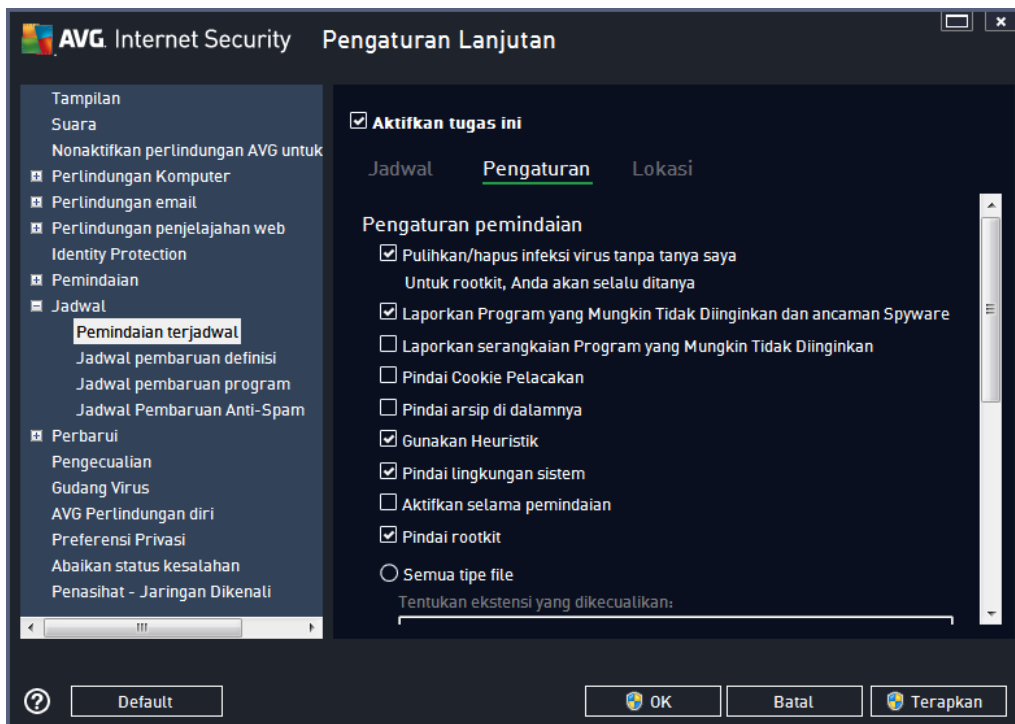 AVG. Internet Security Pengaturan Lanjutan
Tampilan
Suara
Nonaktifkan perlindungan AVG untuk
Perlindungan Komputer
Perlindungan email
Perlindungan penjelajahan web
Identity Protection
Pemindaian
Jadwal
Pemindaian terjadwal
Jadwal pembaruan definisi
Jadwal pembaruan program
Jadwal Pembaruan Anti-Spam
Perbarui
Pengecualian
Gudang Virus
AVG Perlindungan diri
Preferensi Privasi
Abaikan status kesalahan
Penasihat - Jaringan Dikenali
Aktifkan tugas ini
Jadwal Pengaturan Lokasi
Pengaturan pemindaian
Pulihkan/hapus infeksi virus tanpa tanya saya
Untuk rootkit, Anda akan selalu ditanya
Laporkan Program yang Mungkin Tidak Diinginkan dan ancaman Spyware
Laporkan serangkaian Program yang Mungkin Tidak Diinginkan
Pindai Cookie Pelacakan
Pindai arsip di dalamnya
Gunakan Heuristik
Pindai lingkungan sistem
Aktifkan selama pemindaian
Pindai rootkit
Semua tipe file
Tentukan ekstensi yang dikecualikan:
? Default OK Batal Terapkan